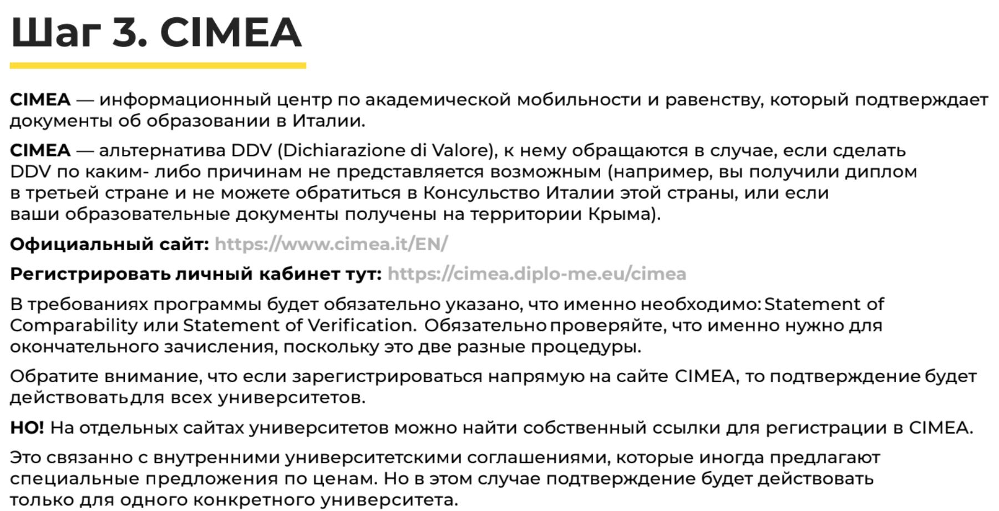 Шаг 3. CIMEA
CIMEA — информационный центр по академической мобильности и равенству, который подтверждает
документы об образовании в Италии.
CIMEA — альтернатива DDV (Dichiarazione di Valore), к нему обращаются в случае, если сделать
DDV по каким- либо причинам не представляется возможным (например, вы получили диплом
в третьей стране и не можете обратиться в Консульство Италии этой страны, или если
ваши образовательные документы получены на территории Крыма).
Официальный сайт: https://www.cimea.it/EN/
Регистрировать личный кабинет тут: https://cimea.diplo-me.eu/cimea
В требованиях программы будет обязательно указано, что именно необходимо: Statement of
Comparability или Statement of Verification. Обязательно проверяйте, что именно нужно для
окончательного зачисления, поскольку это две разные процедуры.
Обратите внимание, что если зарегистрироваться напрямую на сайте CIMEA, то подтверждение будет
действовать для всех университетов.
НО! На отдельных сайтах университетов можно найти собственный ссылки для регистрации в CIMEA.
Это связанно с внутренними университетскими соглашениями, которые иногда предлагают
специальные предложения по ценам. Но в этом случае подтверждение будет действовать
только для одного конкретного университета.